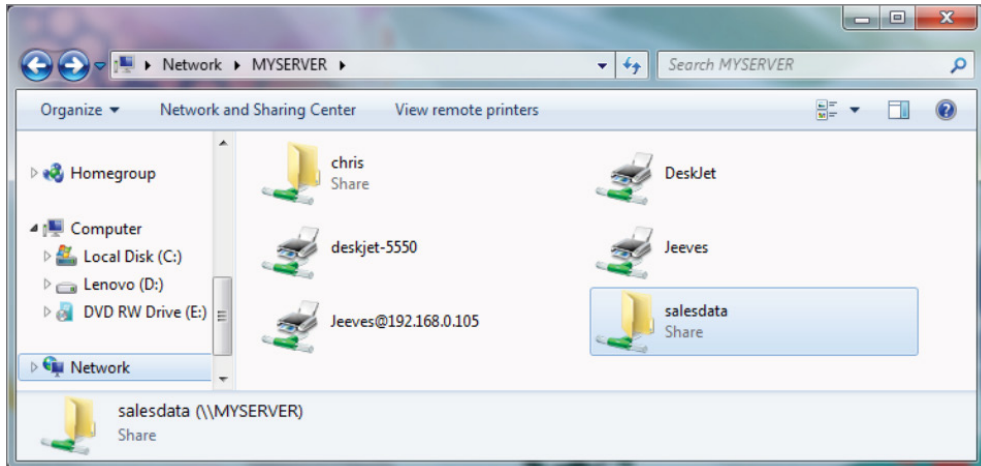 Network ▸ MYSERVER ▸
Search MYSERVER
Organize Network and Sharing Center View remote printers
Homegroup
Computer
Local Disk (C:)
Lenovo (D:)
DVD RW Drive (E:)
Network
chris
Share
DeskJet
deskjet-5550
Jeeves
Jeeves@192.168.0.105
salesdata
Share
salesdata (\\MYSERVER)
Share